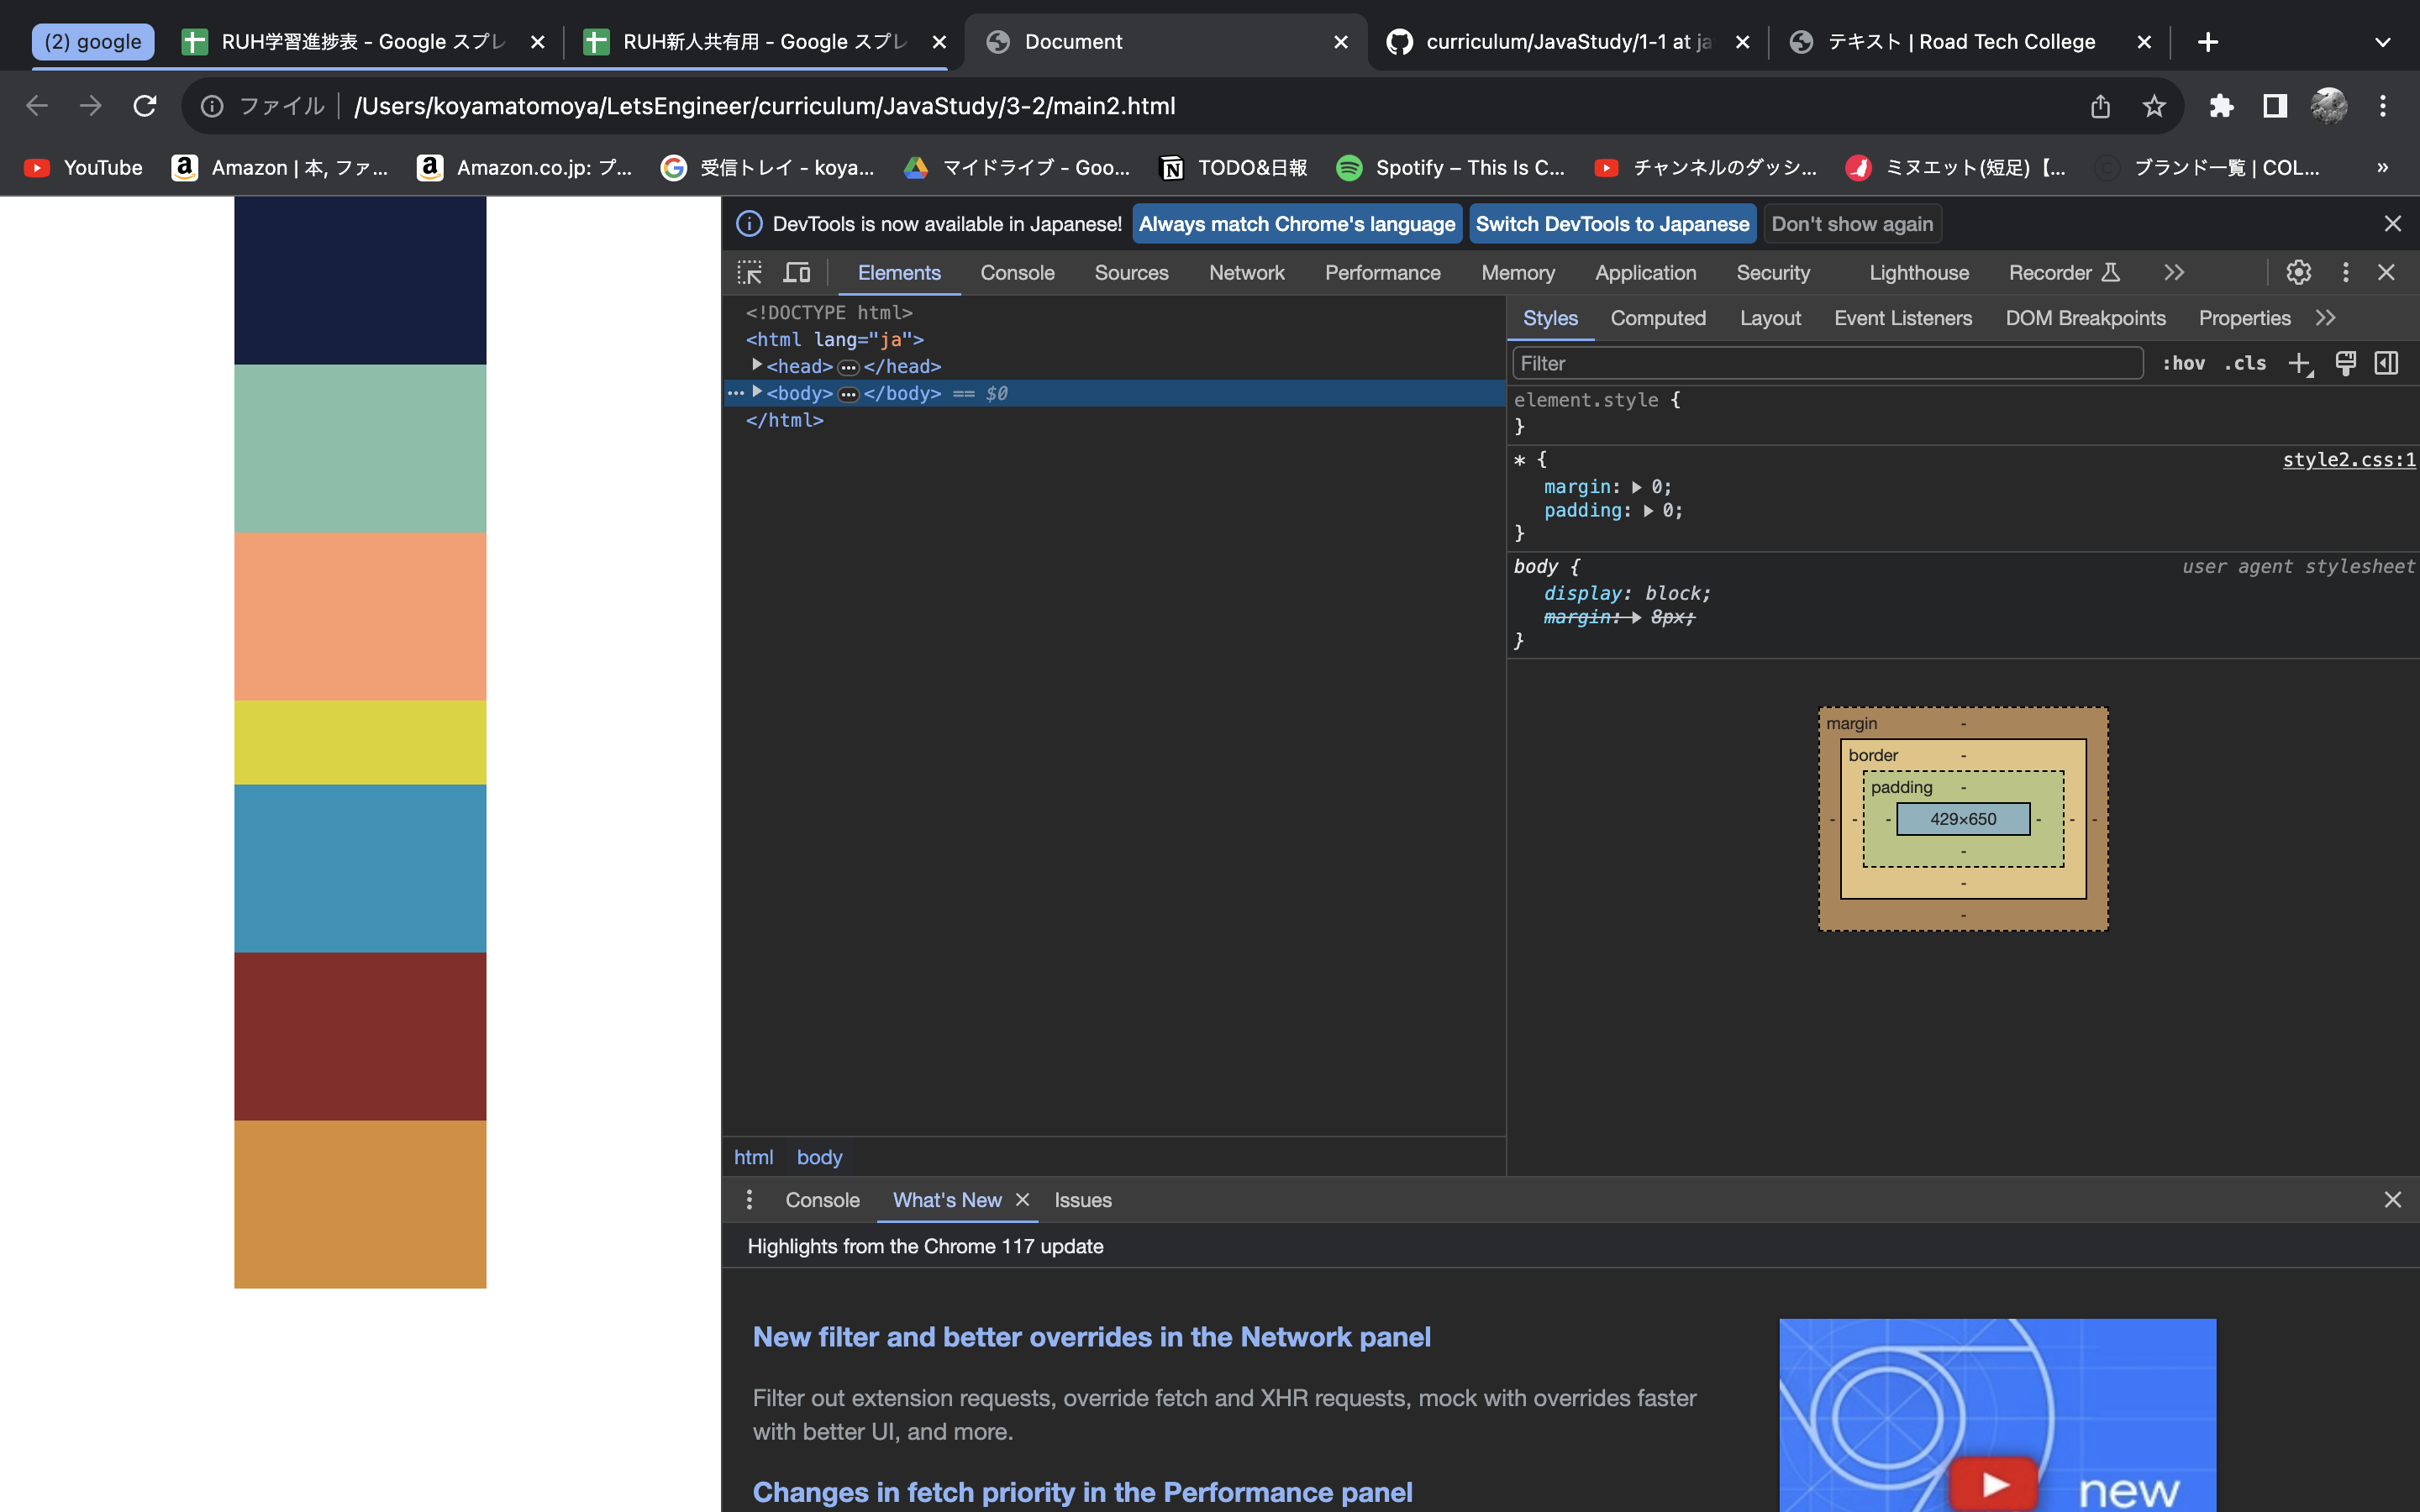 (2) google
RUH学習進捗表 - Google スプレ
RUH新人共有用 - Google スプレ
Document
curriculum/JavaStudy/1-1 at ja
テキスト | Road Tech College
ファイル /Users/koyamatomoya/LetsEngineer/curriculum/JavaStudy/3-2/main2.html
YouTube
Amazon | 本, ファ...
Amazon.co.jp: プ...
受信トレイ - koya...
マイドライブ - Goo...
TODO&日報
Spotify – This Is C...
チャンネルのダッシ...
ミヌエット(短足)【...
ブランド一覧 | COL...
DevTools is now available in Japanese! Always match Chrome's language Switch DevTools to Japanese Don't show again
Elements Console Sources Network Performance Memory Application Security Lighthouse Recorder
<!DOCTYPE html>
<html lang="ja">
<head>…</head>
<body>…</body> == $0
</html>
html body
Styles Computed Layout Event Listeners DOM Breakpoints Properties
Filter :hov .cls
element.style {
}
* { style2.css:1
margin: 0;
padding: 0;
}
body { user agent stylesheet
display: block;
margin: 8px;
}
margin -
border -
padding -
- - - 429×650 - - -
-
-
-
Console What's New Issues
Highlights from the Chrome 117 update
New filter and better overrides in the Network panel
Filter out extension requests, override fetch and XHR requests, mock with overrides faster
with better UI, and more.
Changes in fetch priority in the Performance panel
new